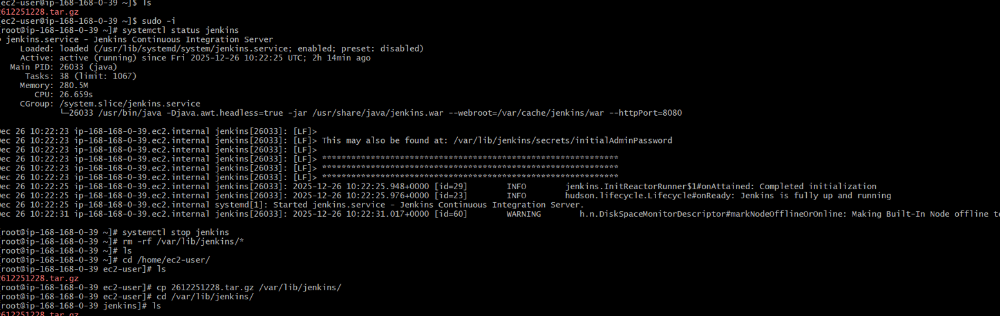 [ec2-user@ip-168-168-0-39 ~]$ ls
2612251228.tar.gz
[ec2-user@ip-168-168-0-39 ~]$ sudo -i
[root@ip-168-168-0-39 ~]# systemctl status jenkins
● jenkins.service - Jenkins Continuous Integration Server
Loaded: loaded (/usr/lib/systemd/system/jenkins.service; enabled; preset: disabled)
Active: active (running) since Fri 2025-12-26 10:22:25 UTC; 2h 14min ago
Main PID: 26033 (java)
Tasks: 38 (limit: 1067)
Memory: 280.5M
CPU: 26.659s
CGroup: /system.slice/jenkins.service
└─26033 /usr/bin/java -Djava.awt.headless=true -jar /usr/share/java/jenkins.war --webroot=/var/cache/jenkins/war --httpPort=8080
Dec 26 10:22:23 ip-168-168-0-39.ec2.internal jenkins[26033]: [LF]>
Dec 26 10:22:23 ip-168-168-0-39.ec2.internal jenkins[26033]: [LF]> This may also be found at: /var/lib/jenkins/secrets/initialAdminPassword
Dec 26 10:22:23 ip-168-168-0-39.ec2.internal jenkins[26033]: [LF]>
Dec 26 10:22:23 ip-168-168-0-39.ec2.internal jenkins[26033]: [LF]> *************************************************************
Dec 26 10:22:23 ip-168-168-0-39.ec2.internal jenkins[26033]: [LF]> *************************************************************
Dec 26 10:22:23 ip-168-168-0-39.ec2.internal jenkins[26033]: [LF]> *************************************************************
Dec 26 10:22:25 ip-168-168-0-39.ec2.internal jenkins[26033]: 2025-12-26 10:22:25.948+0000 [id=29] INFO jenkins.InitReactorRunner$1#onAttained: Completed initialization
Dec 26 10:22:25 ip-168-168-0-39.ec2.internal jenkins[26033]: 2025-12-26 10:22:25.976+0000 [id=23] INFO hudson.lifecycle.Lifecycle#onReady: Jenkins is fully up and running
Dec 26 10:22:25 ip-168-168-0-39.ec2.internal systemd[1]: Started jenkins.service - Jenkins Continuous Integration Server.
Dec 26 10:22:31 ip-168-168-0-39.ec2.internal jenkins[26033]: 2025-12-26 10:22:31.017+0000 [id=60] WARNING h.n.DiskSpaceMonitorDescriptor#markNodeOfflineOrOnline: Making Built-In Node offline te
[root@ip-168-168-0-39 ~]# systemctl stop jenkins
[root@ip-168-168-0-39 ~]# rm -rf /var/lib/jenkins/*
[root@ip-168-168-0-39 ~]# ls
[root@ip-168-168-0-39 ~]# cd /home/ec2-user/
[root@ip-168-168-0-39 ec2-user]# ls
2612251228.tar.gz
[root@ip-168-168-0-39 ec2-user]# cp 2612251228.tar.gz /var/lib/jenkins/
[root@ip-168-168-0-39 ec2-user]# cd /var/lib/jenkins/
[root@ip-168-168-0-39 jenkins]# ls
2612251228.tar.gz